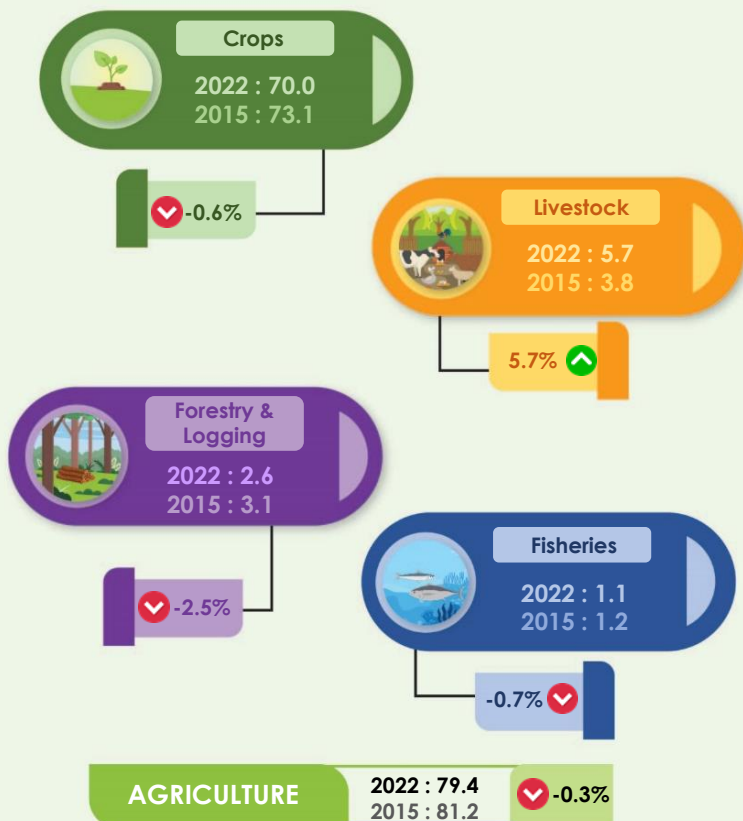 Crops
2022 : 70.0
2015 : 73.1
-0.6%
Livestock
2022 : 5.7
2015 : 3.8
5.7%
Forestry &
Logging
2022 : 2.6
2015 : 3.1
-2.5%
Fisheries
2022 : 1.1
2015 : 1.2
-0.7%
AGRICULTURE
2022 : 79.4
2015 : 81.2
-0.3%